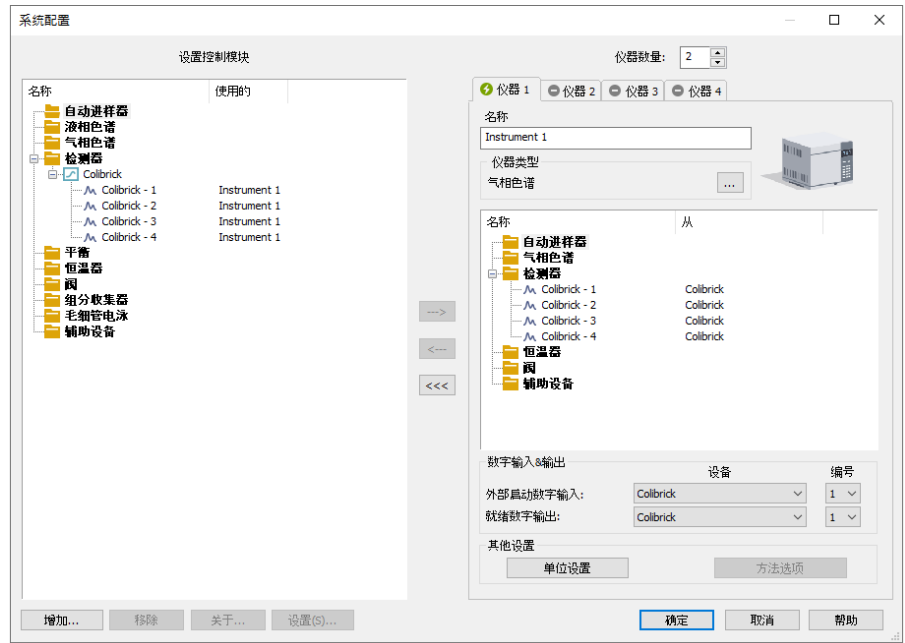 系统配置
设置控制模块
仪器数量: 2
名称 使用的
自动进样器
液相色谱
气相色谱
检测器
Colibrick
Colibrick - 1 Instrument 1
Colibrick - 2 Instrument 1
Colibrick - 3 Instrument 1
Colibrick - 4 Instrument 1
平衡
恒温器
阀
组分收集器
毛细管电泳
辅助设备
--->
<---
<<<
仪器 1 仪器 2 仪器 3 仪器 4
名称
Instrument 1
仪器类型
气相色谱 ...
名称 从
自动进样器
气相色谱
检测器
Colibrick - 1 Colibrick
Colibrick - 2 Colibrick
Colibrick - 3 Colibrick
Colibrick - 4 Colibrick
恒温器
阀
辅助设备
数字输入&输出
设备 编号
外部启动数字输入: Colibrick 1
就绪数字输出: Colibrick 1
其他设置
单位设置 方法选项
增加... 移除 关于... 设置(S)... 确定 取消 帮助